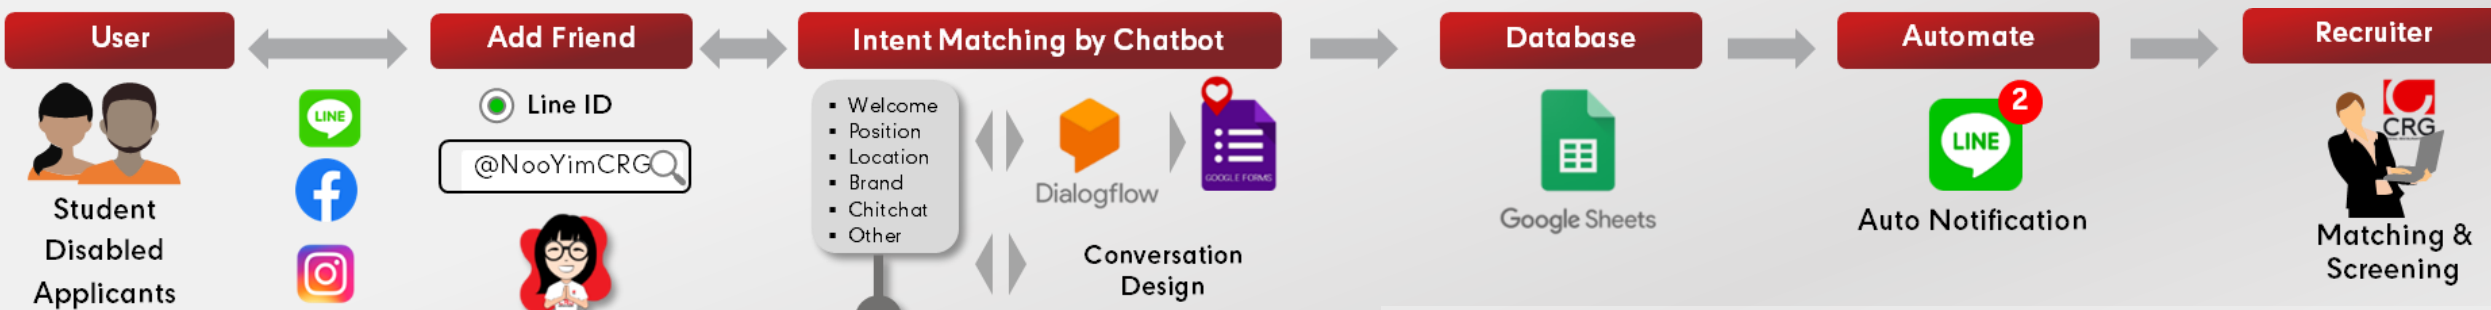 User
Add Friend
Intent Matching by Chatbot
Database
Automate
Recruiter
Student
Disabled
Applicants
LINE
Line ID
@NooYimCRG
▪ Welcome
▪ Position
▪ Location
▪ Brand
▪ Chitchat
▪ Other
Dialogflow
GOOGLE FORMS
Conversation
Design
Google Sheets
2
LINE
Auto Notification
CRG
Matching &
Screening